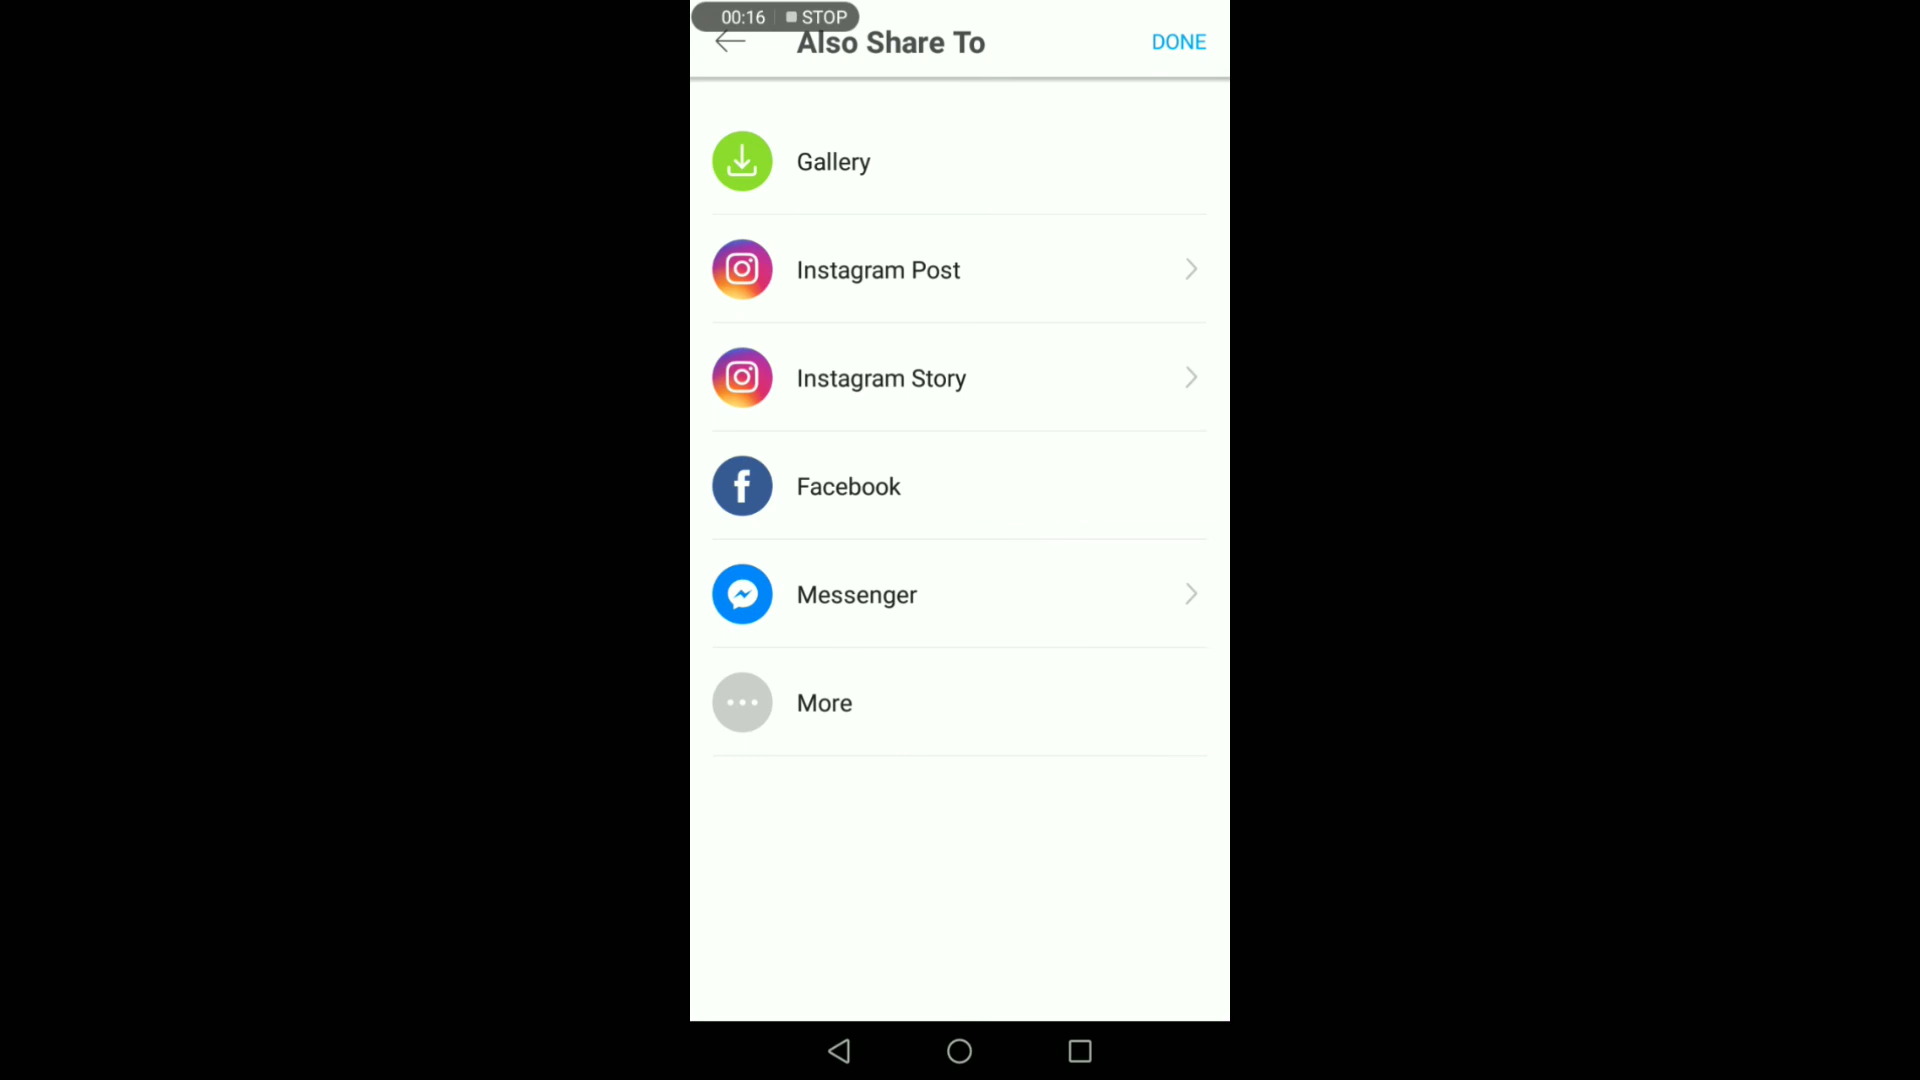 00:16 STOP
Also Share To DONE
Gallery
Instagram Post
Instagram Story
Facebook
Messenger
More